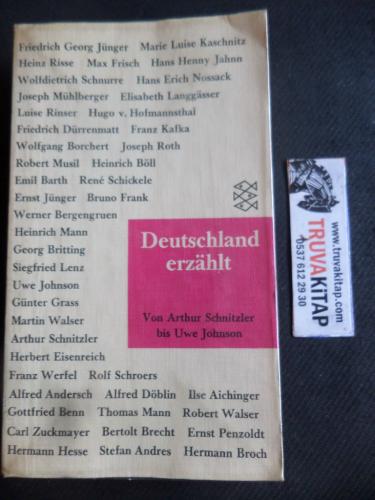 Friedrich Georg Jünger Marie Luise Kaschnitz
Heinz Risse Max Frisch Hans Henny Jahnn
Wolfdietrich Schnurre Hans Erich Nossack
Joseph Mühlberger Elisabeth Langgässer
Luise Rinser Hugo v. Hofmannsthal
Friedrich Dürrenmatt Franz Kafka
Wolfgang Borchert Joseph Roth
Robert Musil Heinrich Böll
Emil Barth René Schickele
Ernst Jünger Bruno Frank
Werner Bergengruen
Heinrich Mann
Georg Britting
Siegfried Lenz
Uwe Johnson
Günter Grass
Martin Walser
Arthur Schnitzler
Herbert Eisenreich
Franz Werfel Rolf Schroers
Alfred Andersch Alfred Döblin Ilse Aichinger
Gottfried Benn Thomas Mann Robert Walser
Carl Zuckmayer Bertolt Brecht Ernst Penzoldt
Hermann Hesse Stefan Andres Hermann Broch
Deutschland
erzählt
Von Arthur Schnitzler
bis Uwe Johnson
www.truvakitap.com
TRUVAKiTAP
0537 612 29 30